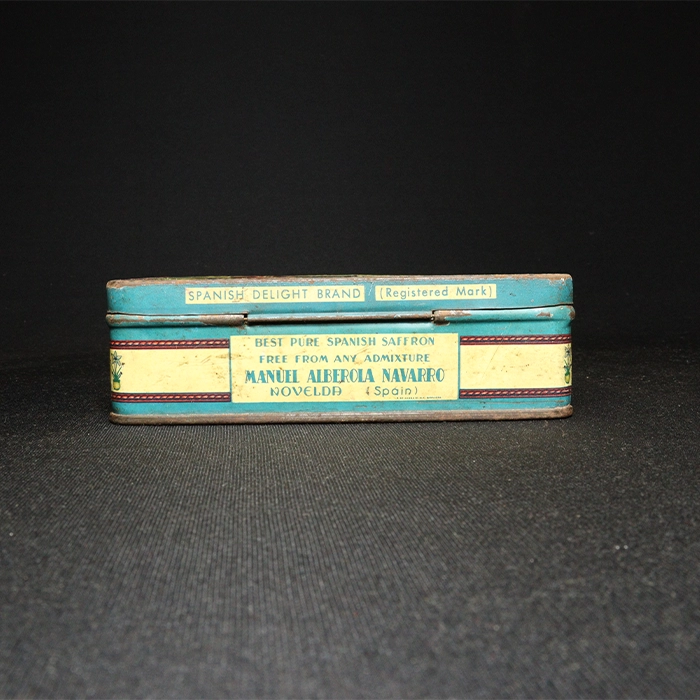 SPANISH DELIGHT BRAND (Registered Mark)
BEST PURE SPANISH SAFFRON
FREE FROM ANY ADMIXTURE
MANUEL ALBEROLA NAVARRO
NOVELDA (Spain)